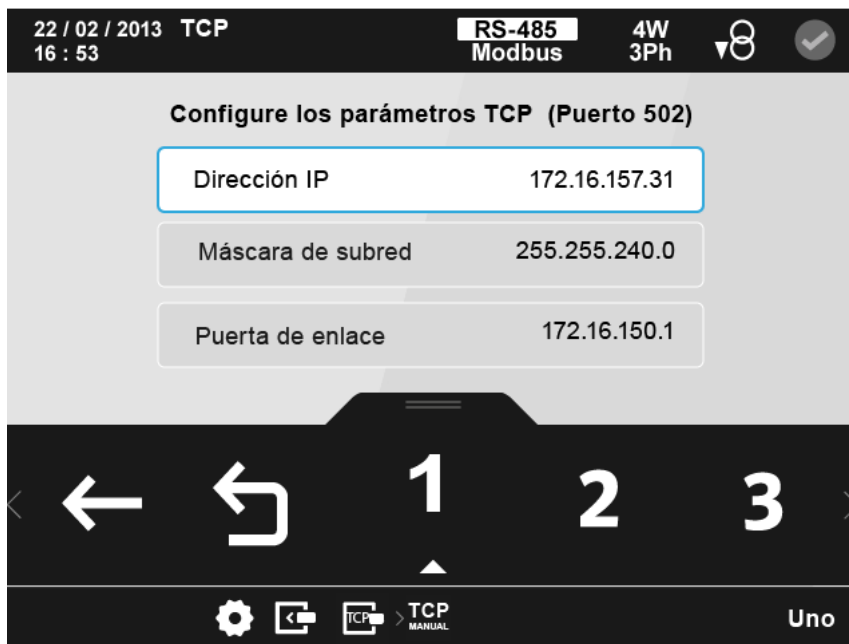 22 / 02 / 2013 TCP RS-485 4W
16 : 53 Modbus 3Ph
Configure los parámetros TCP (Puerto 502)
Dirección IP 172.16.157.31
Máscara de subred 255.255.240.0
Puerta de enlace 172.16.150.1
1 2 3
TCP TCP
MANUAL
Uno